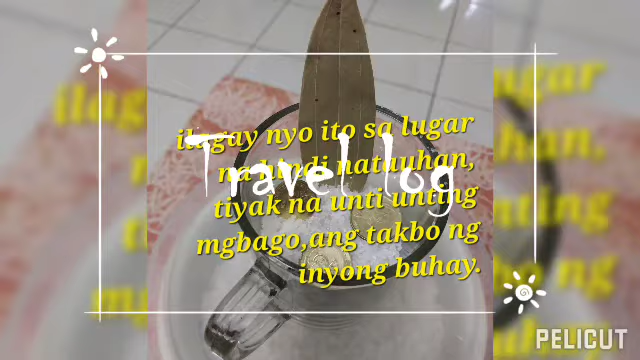 ilagay nyo ito sa lugar
na hindi natauhan,
Travel log
tiyak na unti unting
mgbago,ang takbo ng
inyong buhay.
PELICUT